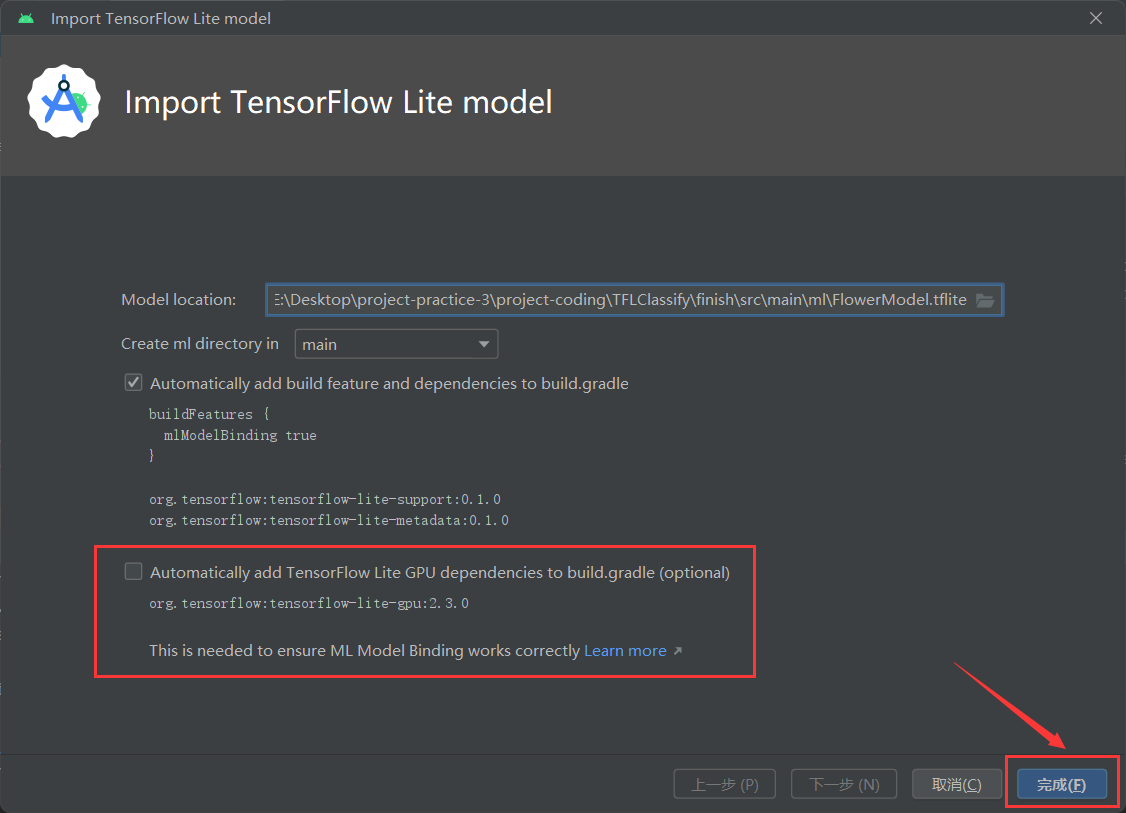 Import TensorFlow Lite model
Import TensorFlow Lite model
Model location: E:\Desktop\project-practice-3\project-coding\TFLClassify\finish\src\main\ml\FlowerModel.tflite
Create ml directory in main
Automatically add build feature and dependencies to build.gradle
buildFeatures {
mlModelBinding true
}
org.tensorflow:tensorflow-lite-support:0.1.0
org.tensorflow:tensorflow-lite-metadata:0.1.0
Automatically add TensorFlow Lite GPU dependencies to build.gradle (optional)
org.tensorflow:tensorflow-lite-gpu:2.3.0
This is needed to ensure ML Model Binding works correctly Learn more
上一步 (P) 下一步 (N) 取消(C) 完成(F)